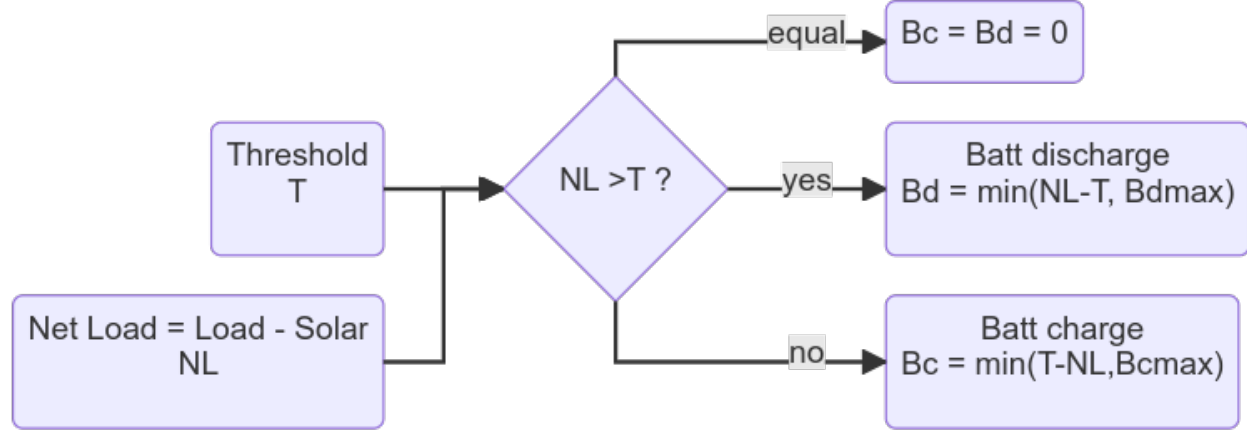 Threshold
T
Net Load = Load - Solar
NL
NL >T ?
equal
Bc = Bd = 0
yes
Batt discharge
Bd = min(NL-T, Bdmax)
no
Batt charge
Bc = min(T-NL,Bcmax)